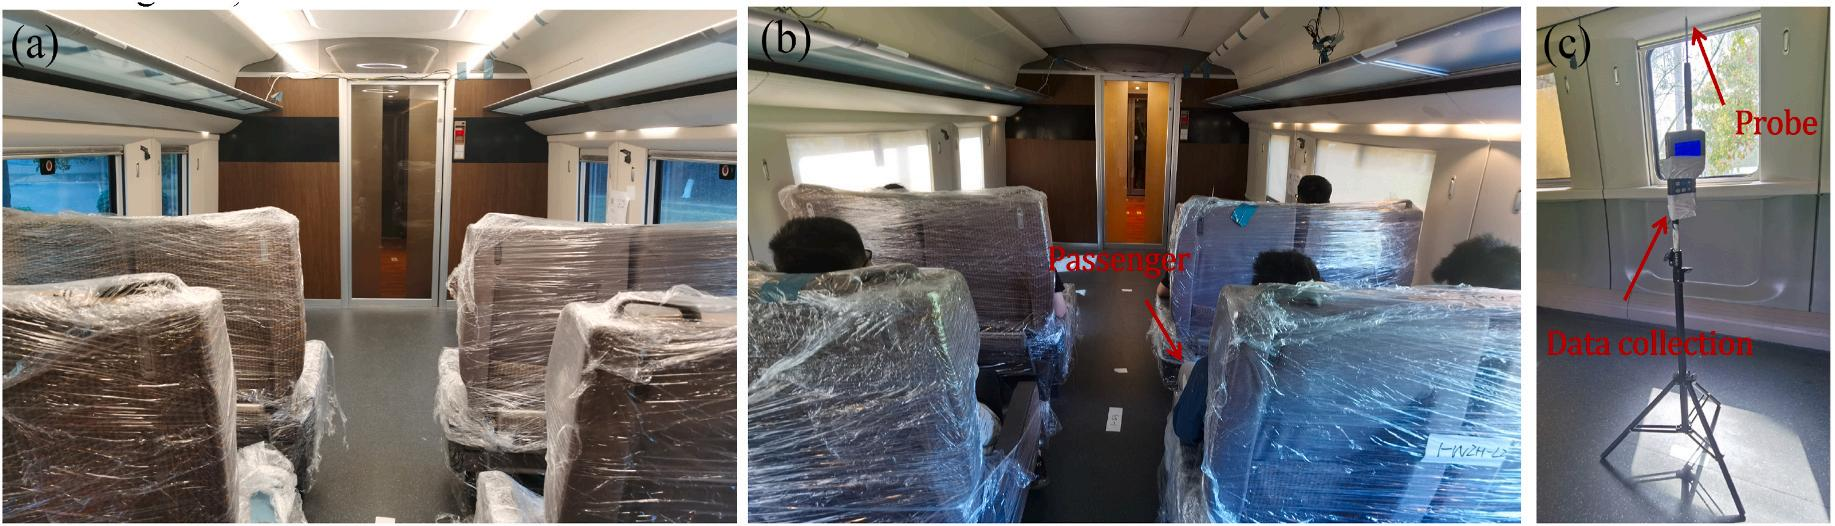 (a)
(b)
Passenger
(c)
Probe
Data collection